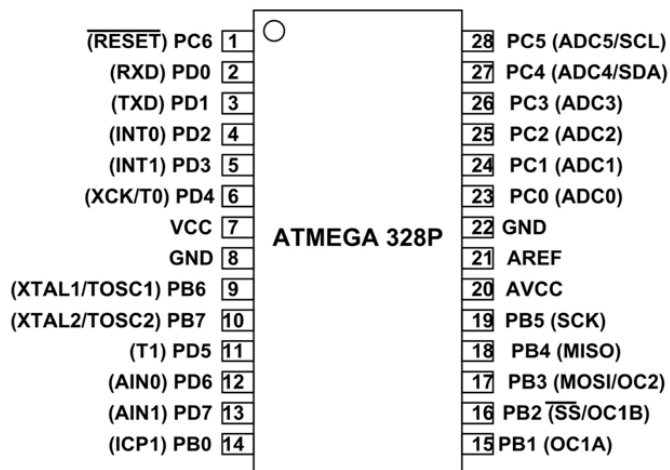 (RESET) PC6 1
(RXD) PD0 2
(TXD) PD1 3
(INT0) PD2 4
(INT1) PD3 5
(XCK/T0) PD4 6
VCC 7
GND 8
(XTAL1/TOSC1) PB6 9
(XTAL2/TOSC2) PB7 10
(T1) PD5 11
(AIN0) PD6 12
(AIN1) PD7 13
(ICP1) PB0 14
ATMEGA 328P
28 PC5 (ADC5/SCL)
27 PC4 (ADC4/SDA)
26 PC3 (ADC3)
25 PC2 (ADC2)
24 PC1 (ADC1)
23 PC0 (ADC0)
22 GND
21 AREF
20 AVCC
19 PB5 (SCK)
18 PB4 (MISO)
17 PB3 (MOSI/OC2)
16 PB2 (SS/OC1B)
15 PB1 (OC1A)